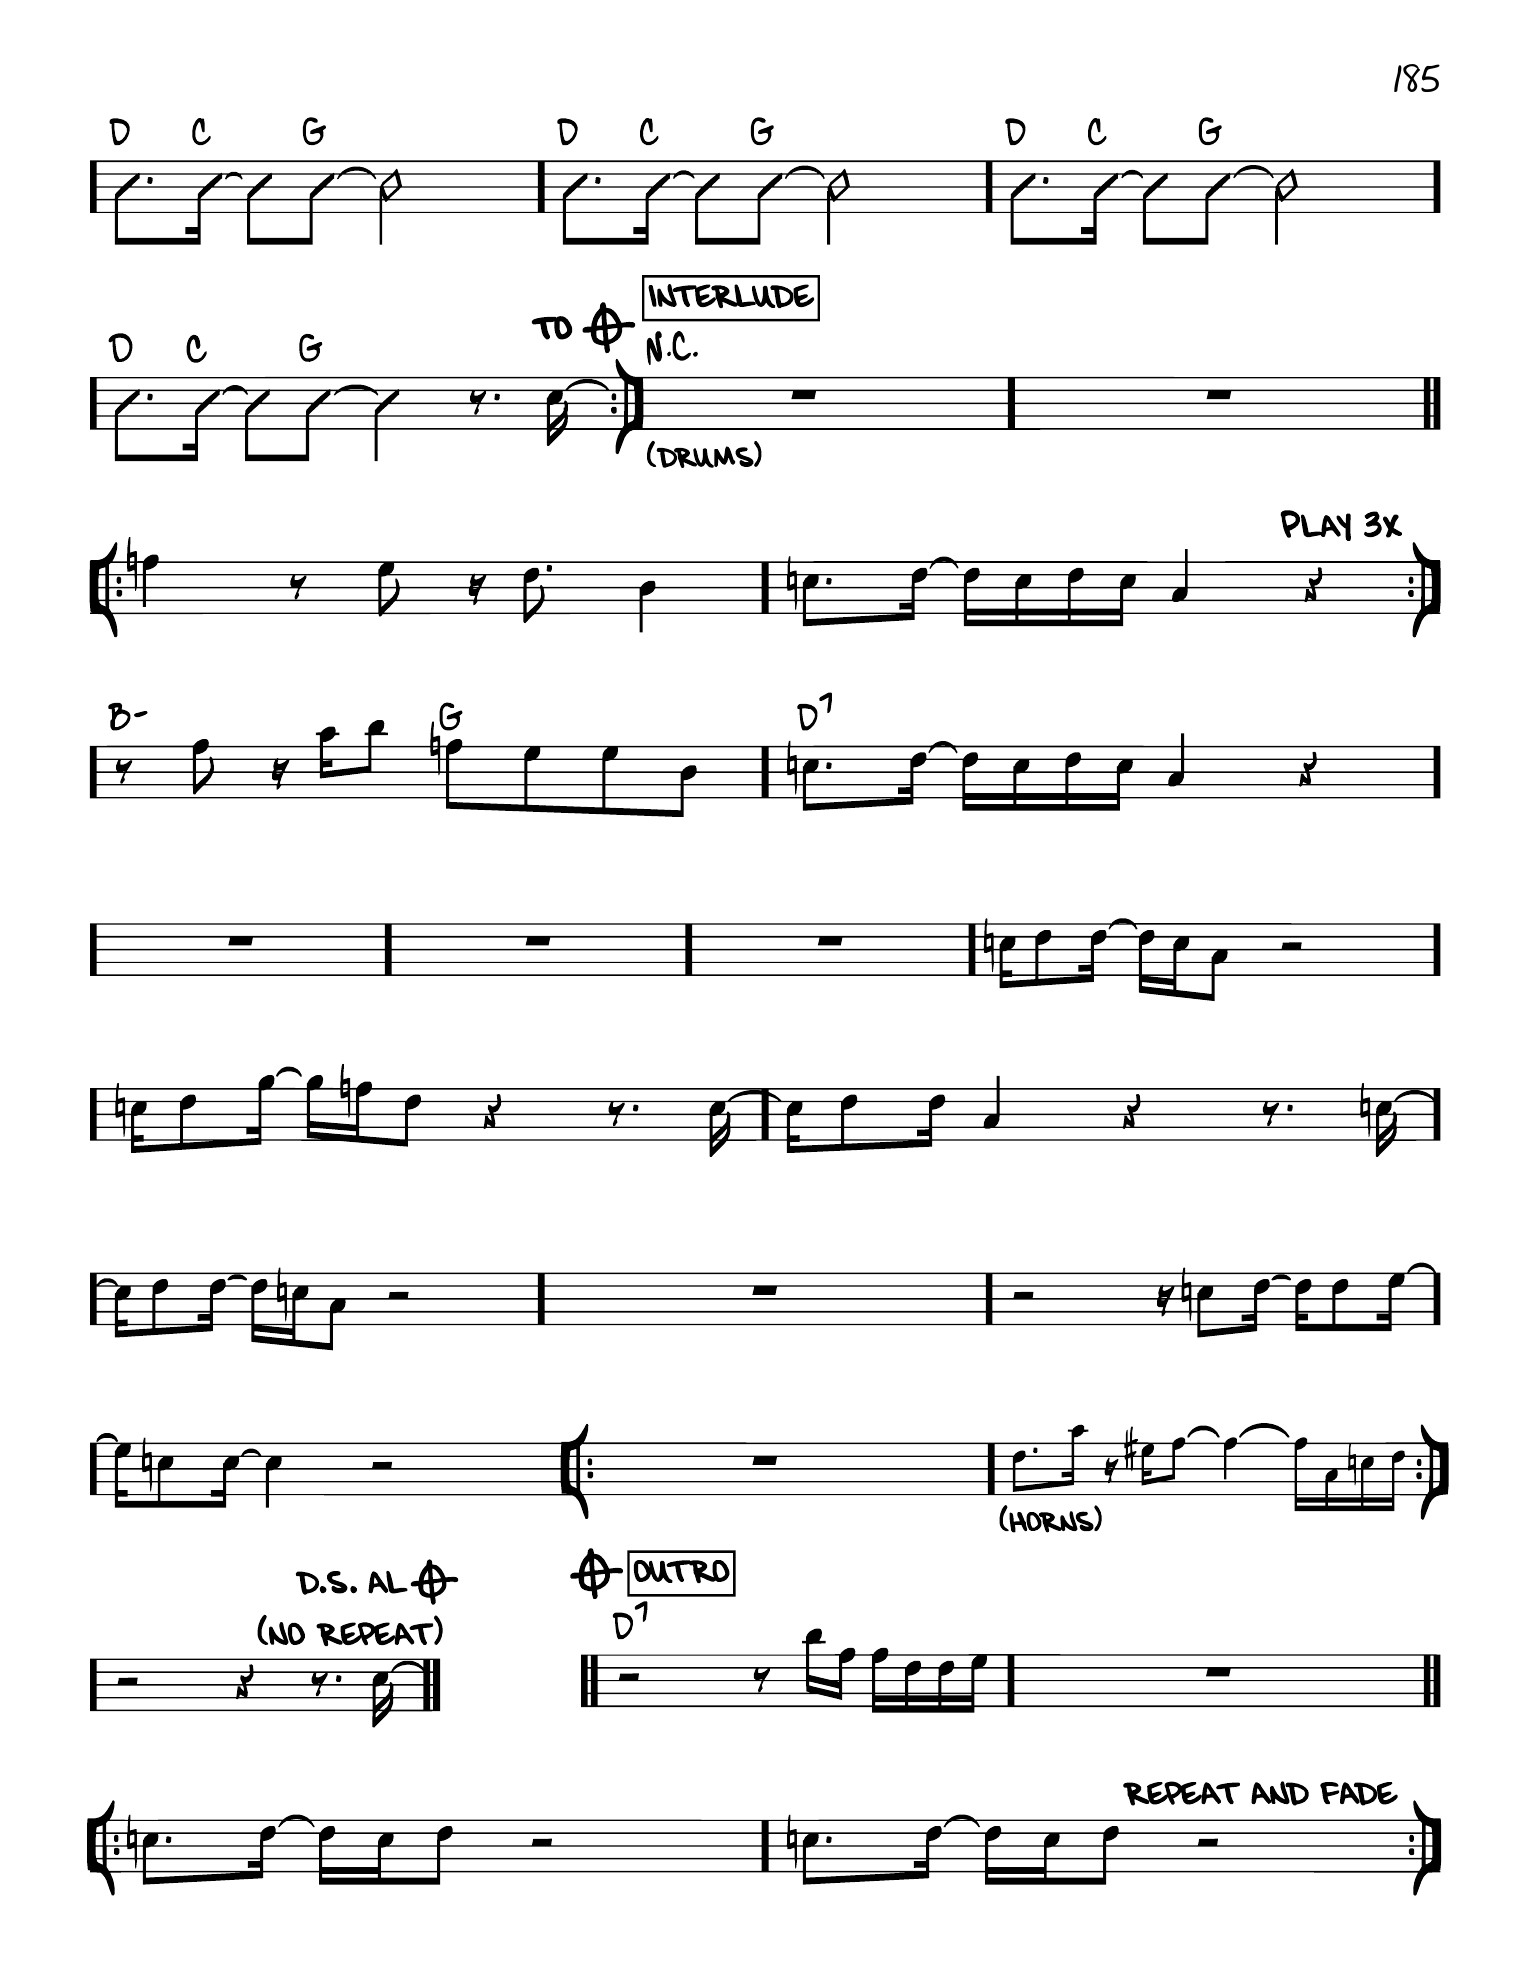 185
D C G D C G D C G
TO INTERLUDE
D C G N.C.
(DRUMS)
PLAY 3X
B- G D7
(HORNS)
D.S. AL OUTRO
(NO REPEAT) D7
REPEAT AND FADE